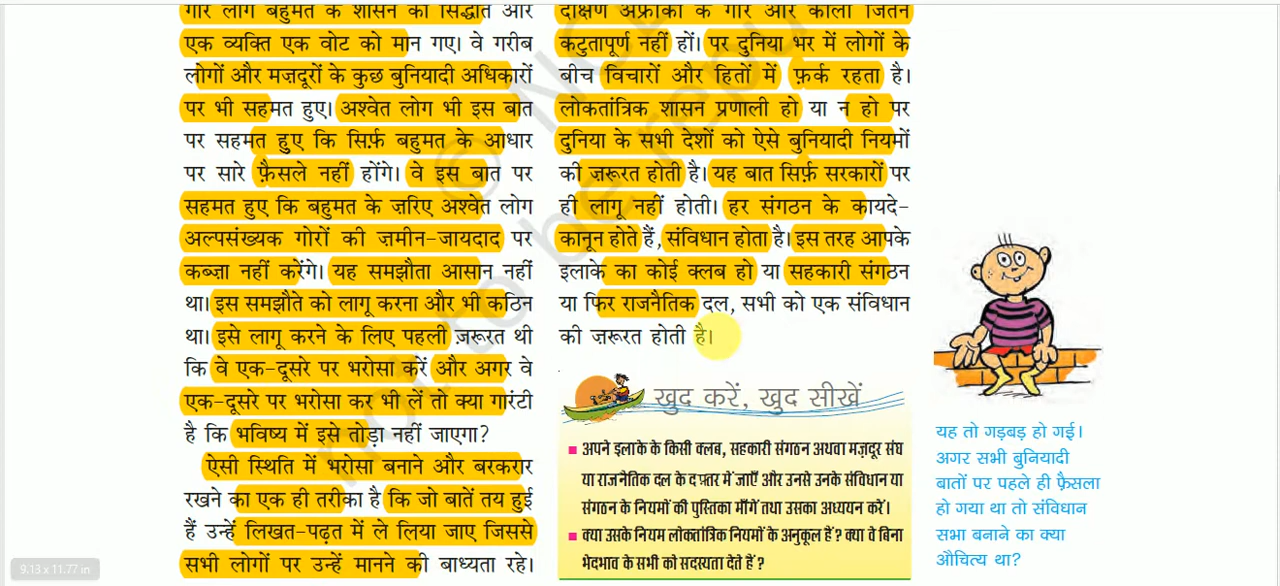 गोरे लोग बहुमत के शासन का सिद्धांत और
एक व्यक्ति एक वोट को मान गए। वे गरीब
लोगों और मज़दूरों के कुछ बुनियादी अधिकारों
पर भी सहमत हुए। अश्वेत लोग भी इस बात
पर सहमत हुए कि सिर्फ़ बहुमत के आधार
पर सारे फ़ैसले नहीं होंगे। वे इस बात पर
सहमत हुए कि बहुमत के ज़रिए अश्वेत लोग
अल्पसंख्यक गोरों की ज़मीन-जायदाद पर
कब्ज़ा नहीं करेंगे। यह समझौता आसान नहीं
था। इस समझौते को लागू करना और भी कठिन
था। इसे लागू करने के लिए पहली ज़रूरत थी
कि वे एक-दूसरे पर भरोसा करें और अगर वे
एक-दूसरे पर भरोसा कर भी लें तो क्या गारंटी
है कि भविष्य में इसे तोड़ा नहीं जाएगा?
ऐसी स्थिति में भरोसा बनाने और बरकरार
रखने का एक ही तरीका है कि जो बातें तय हुई
हैं उन्हें लिखत-पढ़त में ले लिया जाए जिससे
सभी लोगों पर उन्हें मानने की बाध्यता रहे।
दक्षिण अफ्रीका के गोरे और काला जितने
कटुतापूर्ण नहीं हों। पर दुनिया भर में लोगों के
बीच विचारों और हितों में फ़र्क रहता है।
लोकतांत्रिक शासन प्रणाली हो या न हो पर
दुनिया के सभी देशों को ऐसे बुनियादी नियमों
की ज़रूरत होती है। यह बात सिर्फ़ सरकारों पर
ही लागू नहीं होती। हर संगठन के कायदे-
कानून होते हैं, संविधान होता है। इस तरह आपके
इलाके का कोई क्लब हो या सहकारी संगठन
या फिर राजनैतिक दल, सभी को एक संविधान
की ज़रूरत होती है।
खुद करें, खुद सीखें
■ अपने इलाके के किसी क्लब, सहकारी संगठन अथवा मज़दूर संघ
या राजनैतिक दल के दफ़्तर में जाएँ और उनसे उनके संविधान या
संगठन के नियमों की पुस्तिका माँगें तथा उसका अध्ययन करें।
■ क्या उसके नियम लोकतांत्रिक नियमों के अनुकूल हैं? क्या वे बिना
भेदभाव के सभी को सदस्यता देते हैं?
यह तो गड़बड़ हो गई।
अगर सभी बुनियादी
बातों पर पहले ही फ़ैसला
हो गया था तो संविधान
सभा बनाने का क्या
औचित्य था?
9.13 x 11.77 in